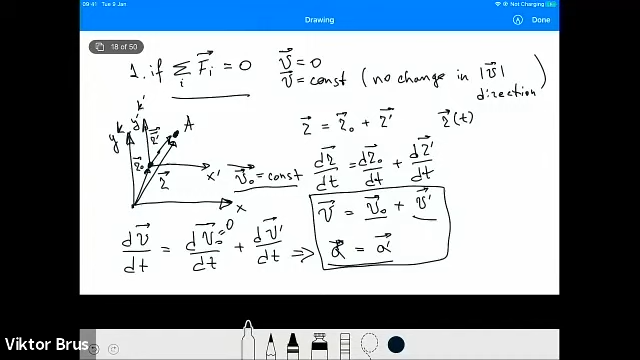 09:41 Tue 9 Jan
Not Charging
Drawing
Done
18 of 50
1. if Σ F⃗ᵢ = 0   v⃗ = 0
i
v⃗ = const (no change in |v⃗|
direction)
k'
k y' A
y r⃗' r⃗ = r⃗₀ + r⃗'   r⃗(t)
r⃗₀ r⃗ x' v⃗₀ = const   dr⃗/dt = dr⃗₀/dt + dr⃗'/dt
x   v⃗ = v⃗₀ + v⃗'
dv⃗/dt = dv⃗₀/dt =0 + dv⃗'/dt ⇒ a⃗ = a⃗'
Viktor Brus